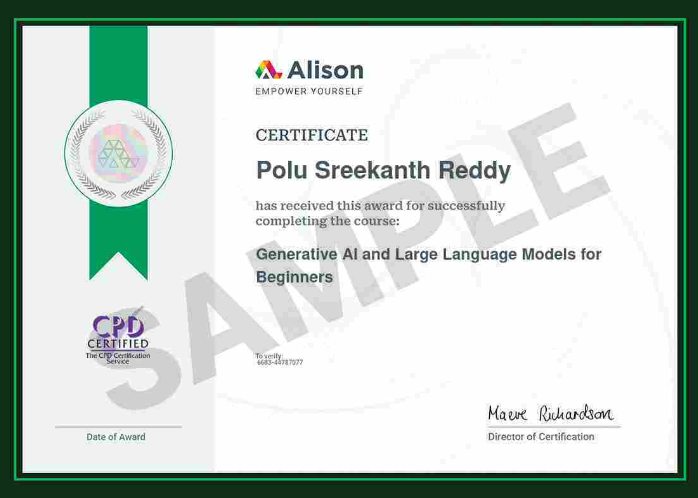 Alison
EMPOWER YOURSELF
CERTIFICATE
Polu Sreekanth Reddy
has received this award for successfully
completing the course:
Generative AI and Large Language Models for
Beginners
SAMPLE
CPD
CERTIFIED
The CPD Certification
Service
To verify:
6683-44787077
Maeve Richardson
Date of Award
Director of Certification